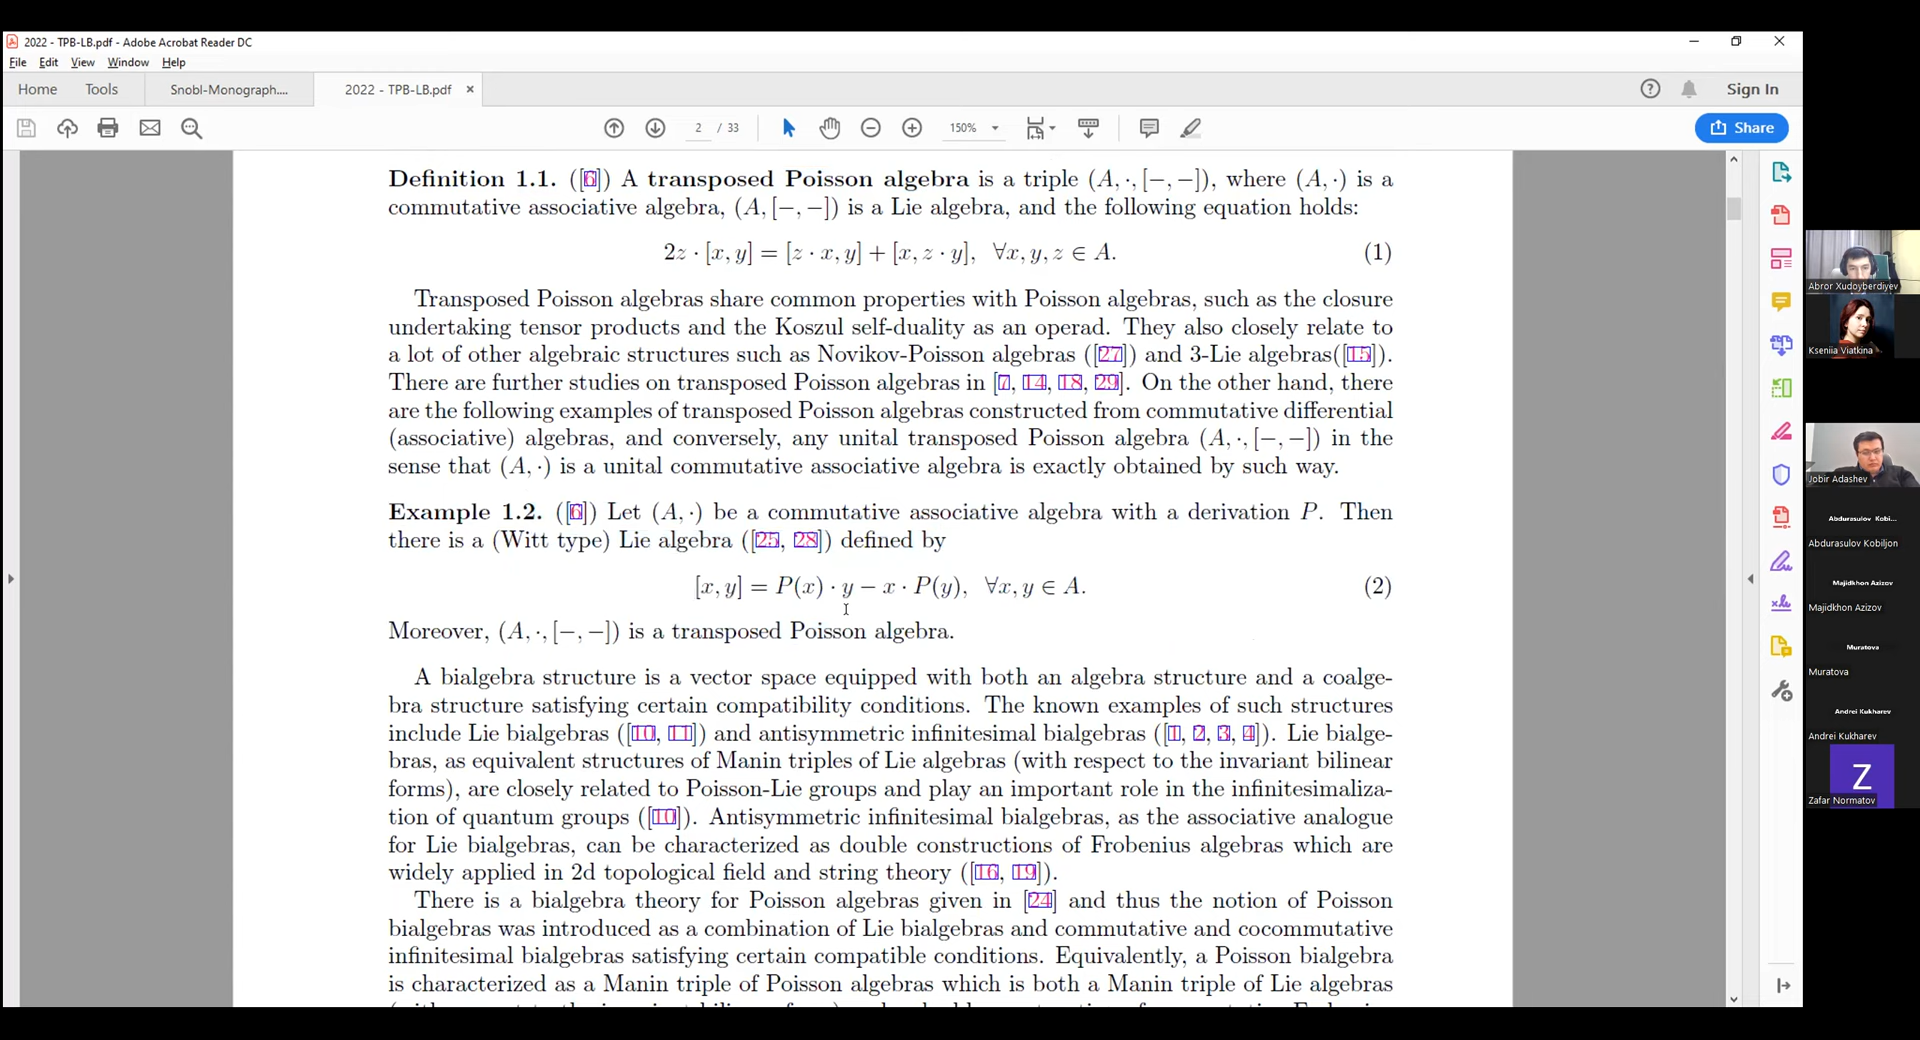 2022 - TPB-LB.pdf - Adobe Acrobat Reader DC
File Edit View Window Help
Home Tools Snobl-Monograph.... 2022 - TPB-LB.pdf × Sign In
2 / 33 150% Share
Definition 1.1. ([6]) A transposed Poisson algebra is a triple (A, ·, [−, −]), where (A, ·) is a
commutative associative algebra, (A, [−, −]) is a Lie algebra, and the following equation holds:
2z · [x, y] = [z · x, y] + [x, z · y], ∀x, y, z ∈ A. (1)
Transposed Poisson algebras share common properties with Poisson algebras, such as the closure
undertaking tensor products and the Koszul self-duality as an operad. They also closely relate to
a lot of other algebraic structures such as Novikov-Poisson algebras ([27]) and 3-Lie algebras([15]).
There are further studies on transposed Poisson algebras in [7, 14, 18, 29]. On the other hand, there
are the following examples of transposed Poisson algebras constructed from commutative differential
(associative) algebras, and conversely, any unital transposed Poisson algebra (A, ·, [−, −]) in the
sense that (A, ·) is a unital commutative associative algebra is exactly obtained by such way.
Example 1.2. ([6]) Let (A, ·) be a commutative associative algebra with a derivation P. Then
there is a (Witt type) Lie algebra ([25, 28]) defined by
[x, y] = P(x) · y − x · P(y), ∀x, y ∈ A. (2)
Moreover, (A, ·, [−, −]) is a transposed Poisson algebra.
A bialgebra structure is a vector space equipped with both an algebra structure and a coalge-
bra structure satisfying certain compatibility conditions. The known examples of such structures
include Lie bialgebras ([10, 11]) and antisymmetric infinitesimal bialgebras ([1, 2, 3, 4]). Lie bialge-
bras, as equivalent structures of Manin triples of Lie algebras (with respect to the invariant bilinear
forms), are closely related to Poisson-Lie groups and play an important role in the infinitesimaliza-
tion of quantum groups ([10]). Antisymmetric infinitesimal bialgebras, as the associative analogue
for Lie bialgebras, can be characterized as double constructions of Frobenius algebras which are
widely applied in 2d topological field and string theory ([16, 19]).
There is a bialgebra theory for Poisson algebras given in [24] and thus the notion of Poisson
bialgebras was introduced as a combination of Lie bialgebras and commutative and cocommutative
infinitesimal bialgebras satisfying certain compatible conditions. Equivalently, a Poisson bialgebra
is characterized as a Manin triple of Poisson algebras which is both a Manin triple of Lie algebras
Abror Xudoyberdiyev
Kseniia Viatkina
Jobir Adashev
Abdurasulov Kobi...
Abdurasulov Kobiljon
Majidkhon Azizov
Majidkhon Azizov
Muratova
Muratova
Andrei Kukharev
Andrei Kukharev
Z
Zafar Normatov